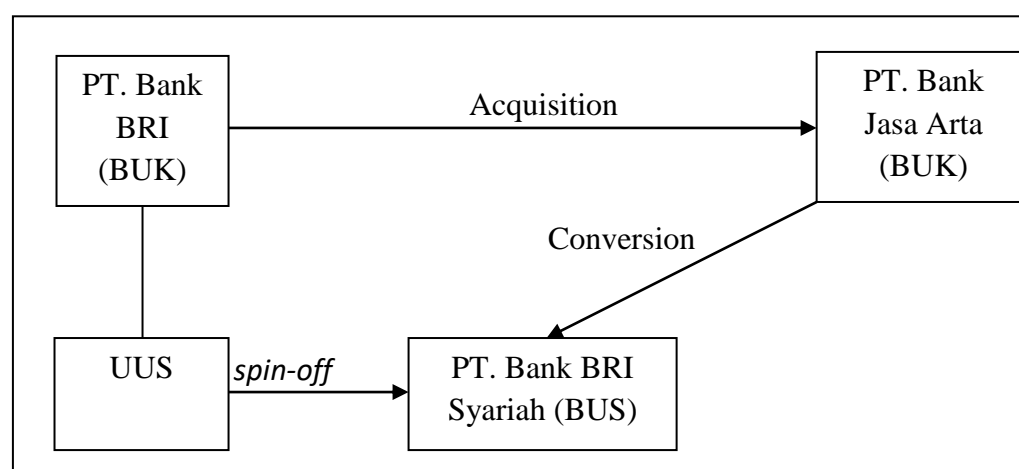 PT. Bank
BRI
(BUK)
Acquisition
PT. Bank
Jasa Arta
(BUK)
Conversion
UUS
spin-off
PT. Bank BRI
Syariah (BUS)